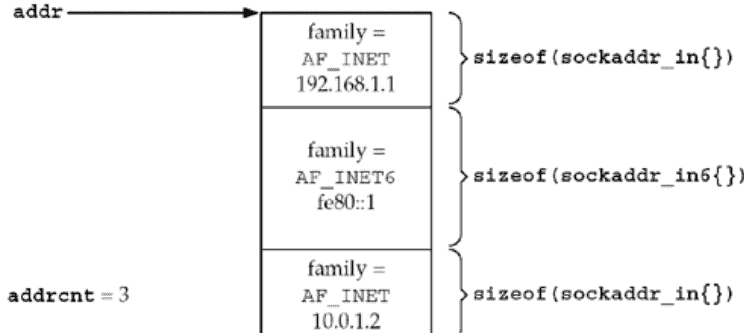 addr
family =
AF_INET
192.168.1.1
sizeof(sockaddr_in{})
family =
AF_INET6
fe80::1
sizeof(sockaddr_in6{})
addrcnt = 3
family =
AF_INET
10.0.1.2
sizeof(sockaddr_in{})